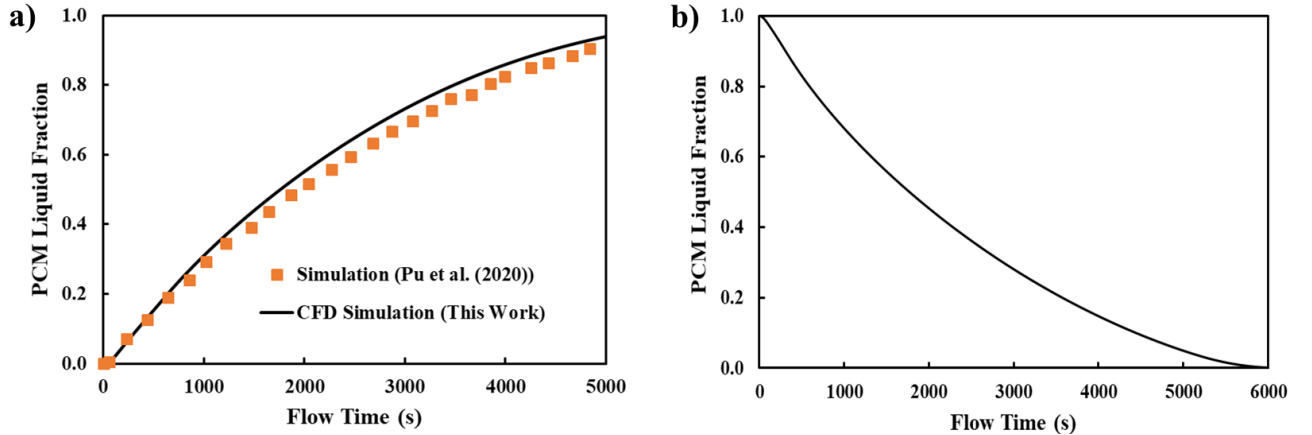 a)
PCM Liquid Fraction
1.0
0.8
0.6
0.4
0.2
0.0
Simulation (Pu et al. (2020))
CFD Simulation (This Work)
0 1000 2000 3000 4000 5000
Flow Time (s)
b)
PCM Liquid Fraction
1.0
0.8
0.6
0.4
0.2
0.0
0 1000 2000 3000 4000 5000 6000
Flow Time (s)